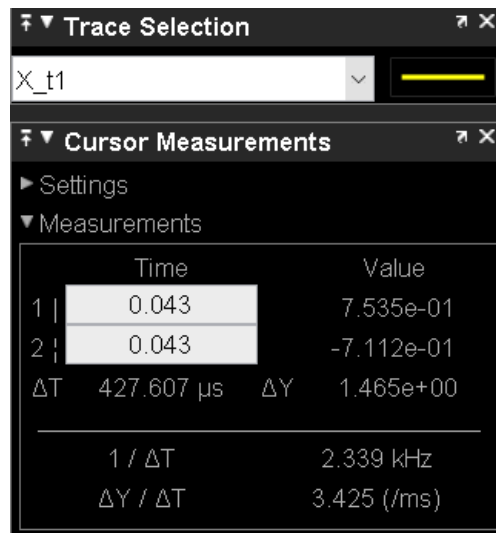 Trace Selection
X_t1
Cursor Measurements
Settings
Measurements
Time Value
1 | 0.043 7.535e-01
2 ¦ 0.043 -7.112e-01
ΔT 427.607 µs ΔY 1.465e+00
1 / ΔT 2.339 kHz
ΔY / ΔT 3.425 (/ms)